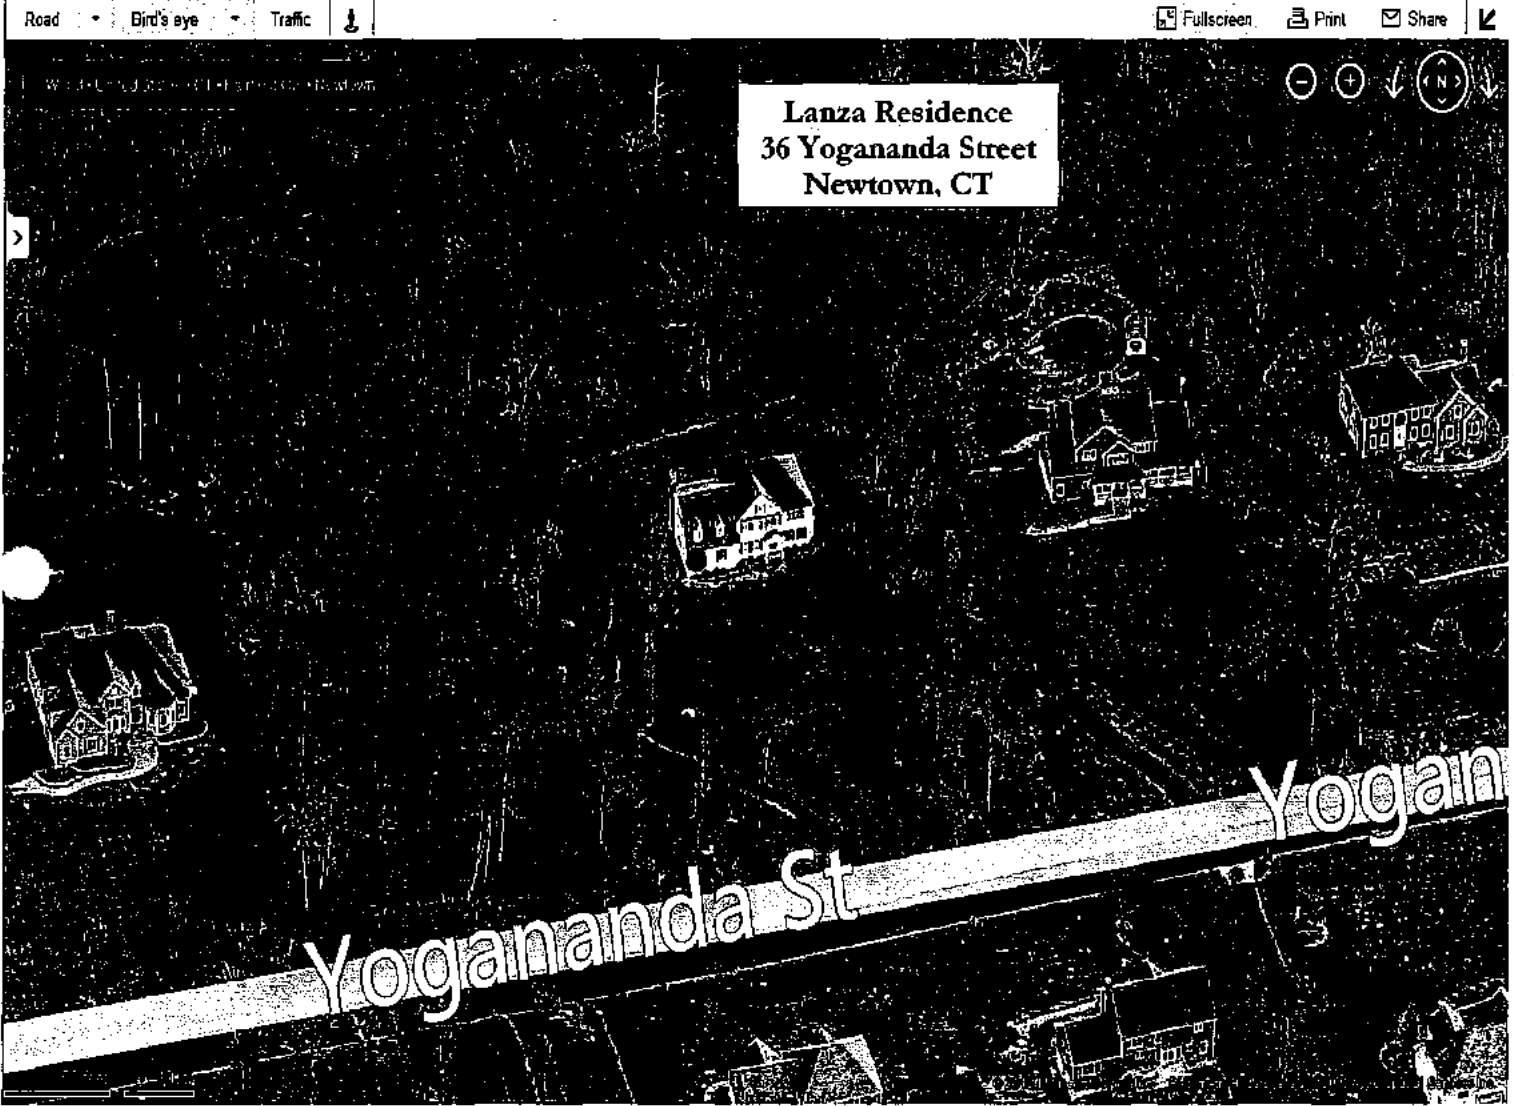 Road Bird's eye Traffic Fullscreen Print Share
Lanza Residence
36 Yogananda Street
Newtown, CT
N
Yogan
Yogananda St